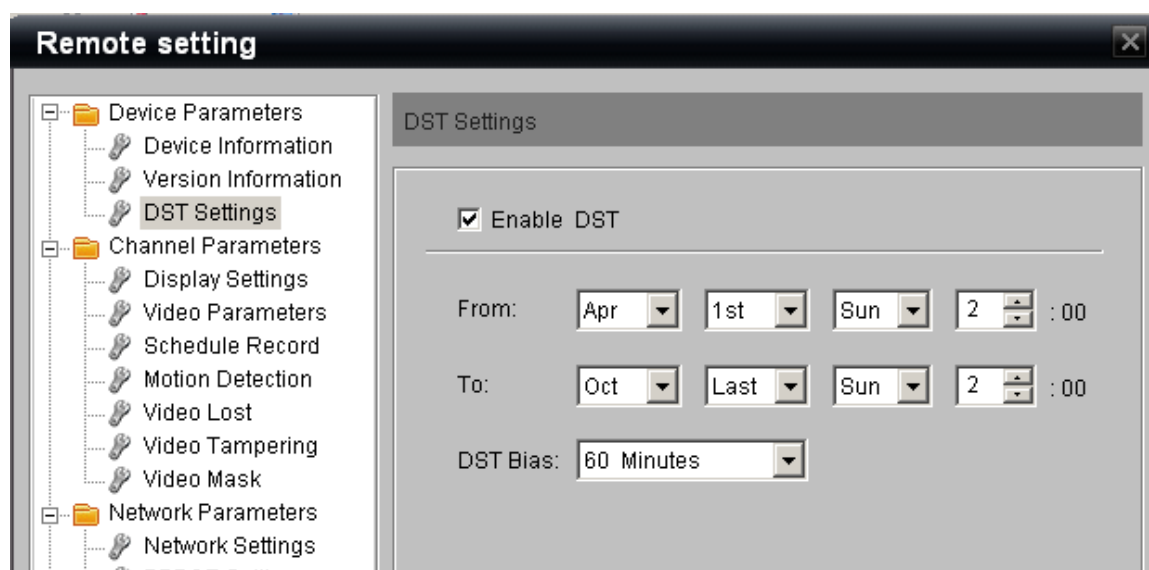 Remote setting
Device Parameters
Device Information
Version Information
DST Settings
Channel Parameters
Display Settings
Video Parameters
Schedule Record
Motion Detection
Video Lost
Video Tampering
Video Mask
Network Parameters
Network Settings
DST Settings
Enable DST
From: Apr 1st Sun 2 : 00
To: Oct Last Sun 2 : 00
DST Bias: 60 Minutes